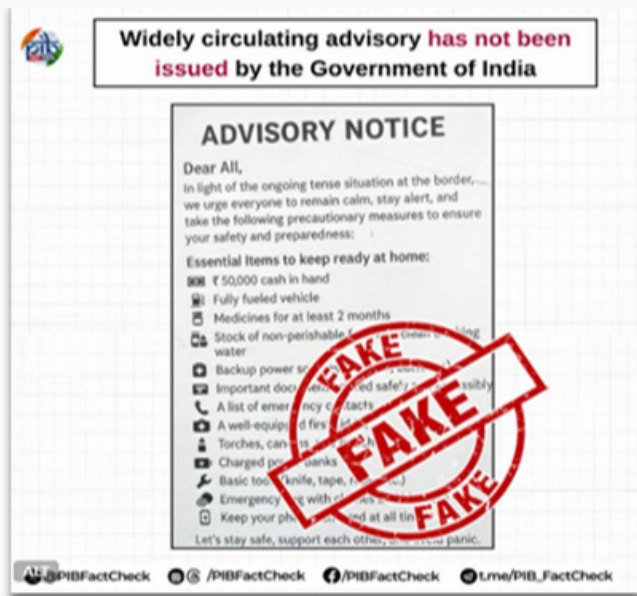 Widely circulating advisory has not been
issued by the Government of India
ADVISORY NOTICE
Dear All,
In light of the ongoing tense situation at the border,
we urge everyone to remain calm, stay alert, and
take the following precautionary measures to ensure
your safety and preparedness:
Essential Items to keep ready at home:
₹ 50,000 cash in hand
Fully fueled vehicle
Medicines for at least 2 months
Stock of non-perishable
water
Backup power
Important
A list of
A well-
Torches,
Charged
Basic
Emergency with
Keep your at all
Let's stay safe, support each other, panic.
FAKE
FAKE
FAKE
ALT
@PIBFactCheck /PIBFactCheck /PIBFactCheck t.me/PIB_FactCheck